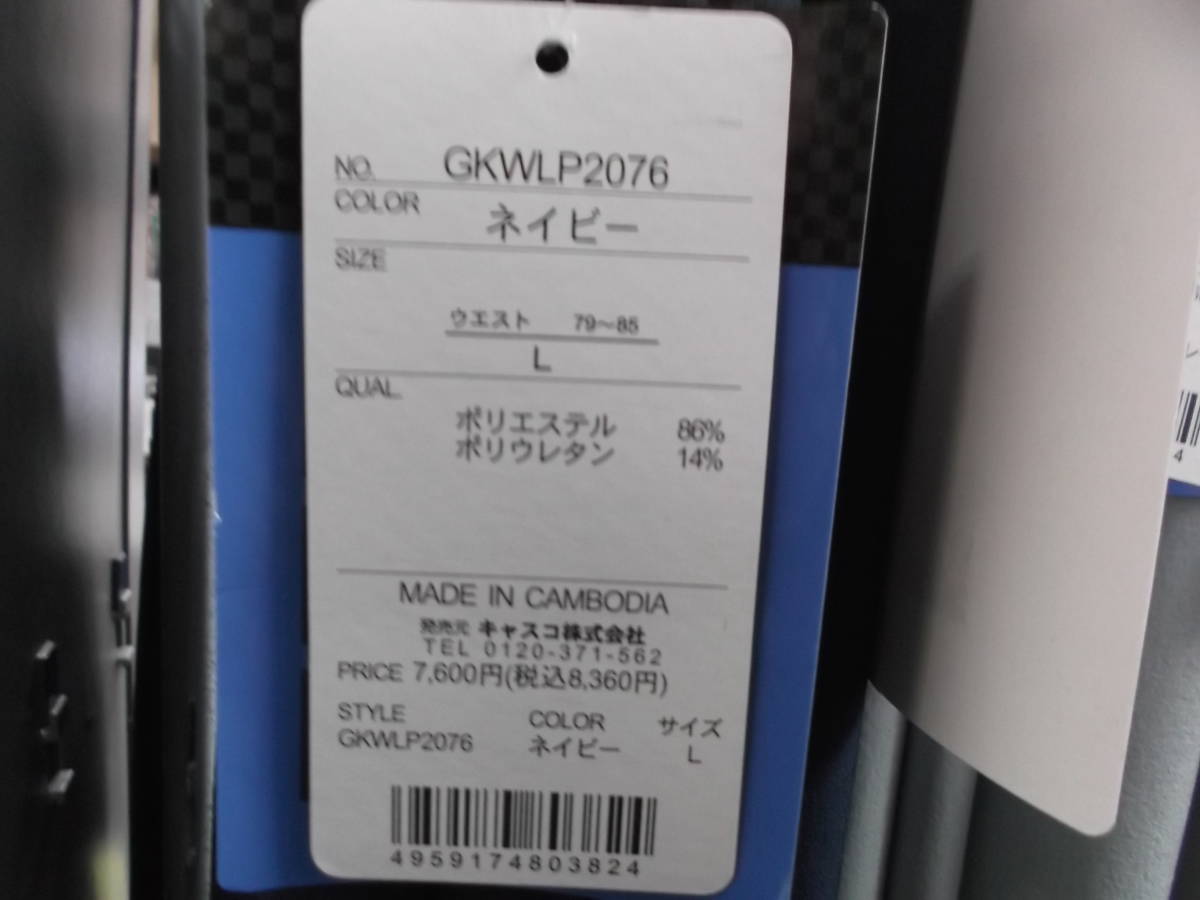 NO. GKWLP2076
COLOR ネイビー
SIZE
ウエスト 79〜85
L
QUAL
ポリエステル 86%
ポリウレタン 14%
MADE IN CAMBODIA
発売元 キャスコ株式会社
TEL 0120-371-562
PRICE 7,600円(税込8,360円)
STYLE COLOR サイズ
GKWLP2076 ネイビー L
4959174803824
レ
4